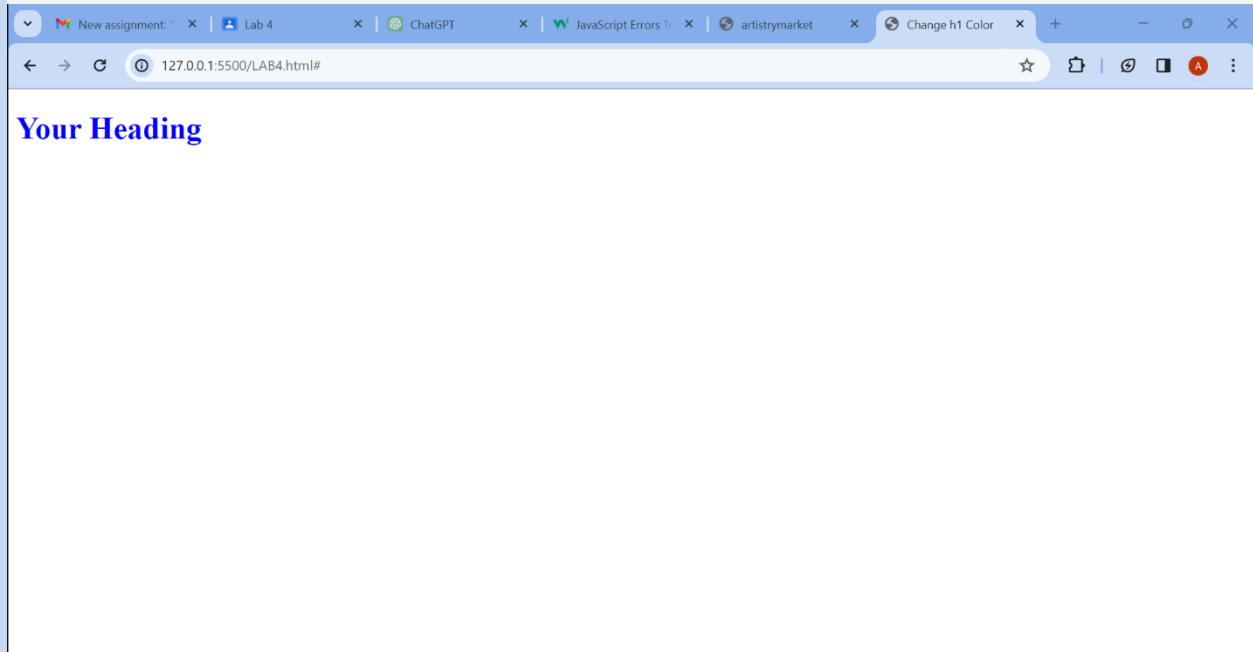 New assignment: "
Lab 4
ChatGPT
JavaScript Errors Tr
artistrymarket
Change h1 Color
127.0.0.1:5500/LAB4.html#
A
Your Heading